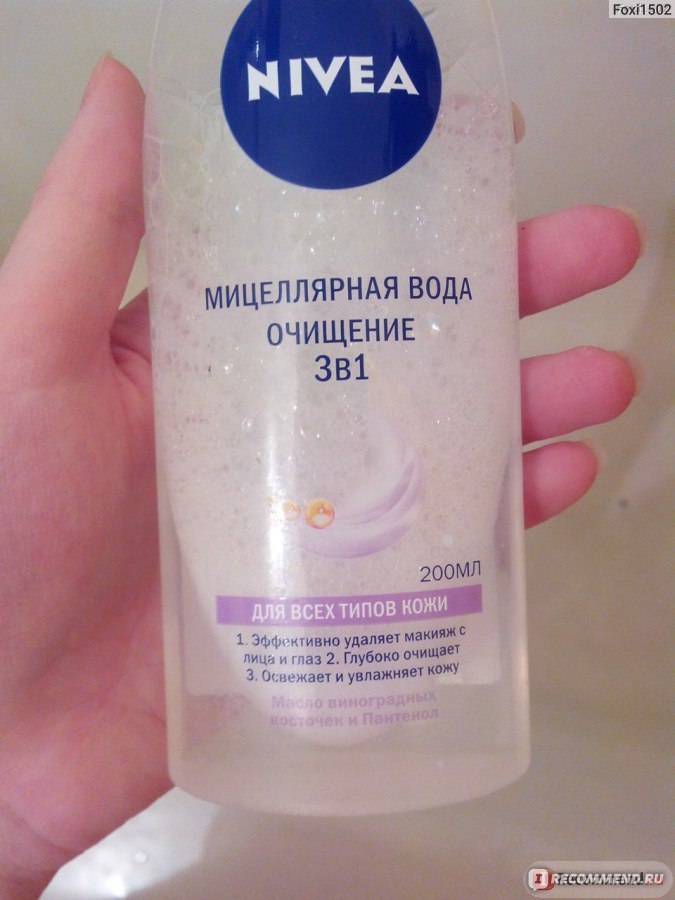 Foxi1502
NIVEA
МИЦЕЛЛЯРНАЯ ВОДА
ОЧИЩЕНИЕ
3В1
200МЛ
ДЛЯ ВСЕХ ТИПОВ КОЖИ
1. Эффективно удаляет макияж с
лица и глаз 2. Глубоко очищает
3. Освежает и увлажняет кожу
Масло виноградных
косточек и Пантенол
IRECOMMEND.RU